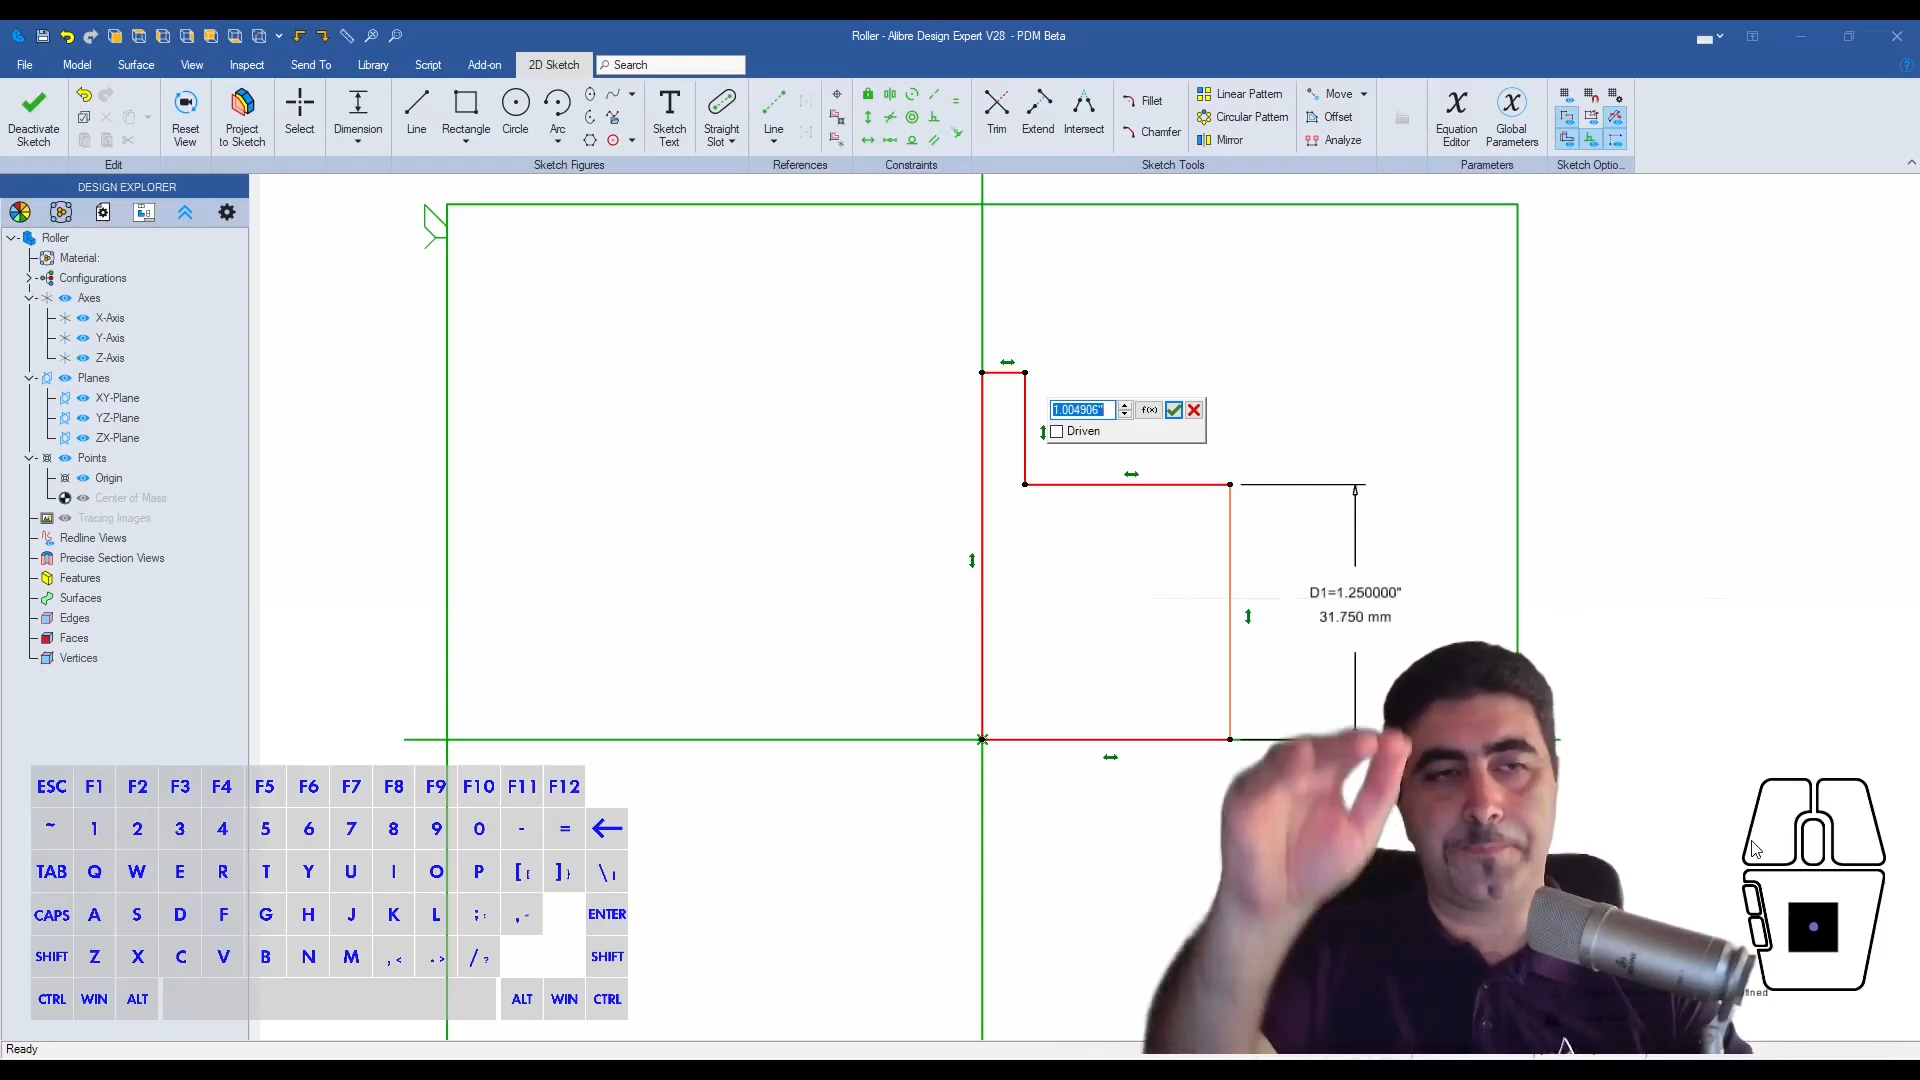 Roller - Alibre Design Expert V28 - PDM Beta
File Model Surface View Inspect Send To Library Script Add-on 2D Sketch Search
Deactivate Sketch
Reset View
Project to Sketch
Select
Dimension
Line
Rectangle
Circle
Arc
Sketch Text
Straight Slot
Line
Trim
Extend
Intersect
Fillet
Chamfer
Linear Pattern
Circular Pattern
Mirror
Move
Offset
Analyze
Equation Editor
Global Parameters
Edit
Sketch Figures
References
Constraints
Sketch Tools
Parameters
Sketch Optio...
DESIGN EXPLORER
Roller
Material:
Configurations
Axes
X-Axis
Y-Axis
Z-Axis
Planes
XY-Plane
YZ-Plane
ZX-Plane
Points
Origin
Center of Mass
Tracing Images
Redline Views
Precise Section Views
Features
Surfaces
Edges
Faces
Vertices
1.004906"
f(x)
Driven
D1=1.250000"
31.750 mm
ESC F1 F2 F3 F4 F5 F6 F7 F8 F9 F10 F11 F12
~ 1 2 3 4 5 6 7 8 9 0 - =
TAB Q W E R T Y U I O P [ ] \
CAPS A S D F G H J K L ; ENTER
SHIFT Z X C V B N M , < . > / ? SHIFT
CTRL WIN ALT ALT WIN CTRL
fined
Ready